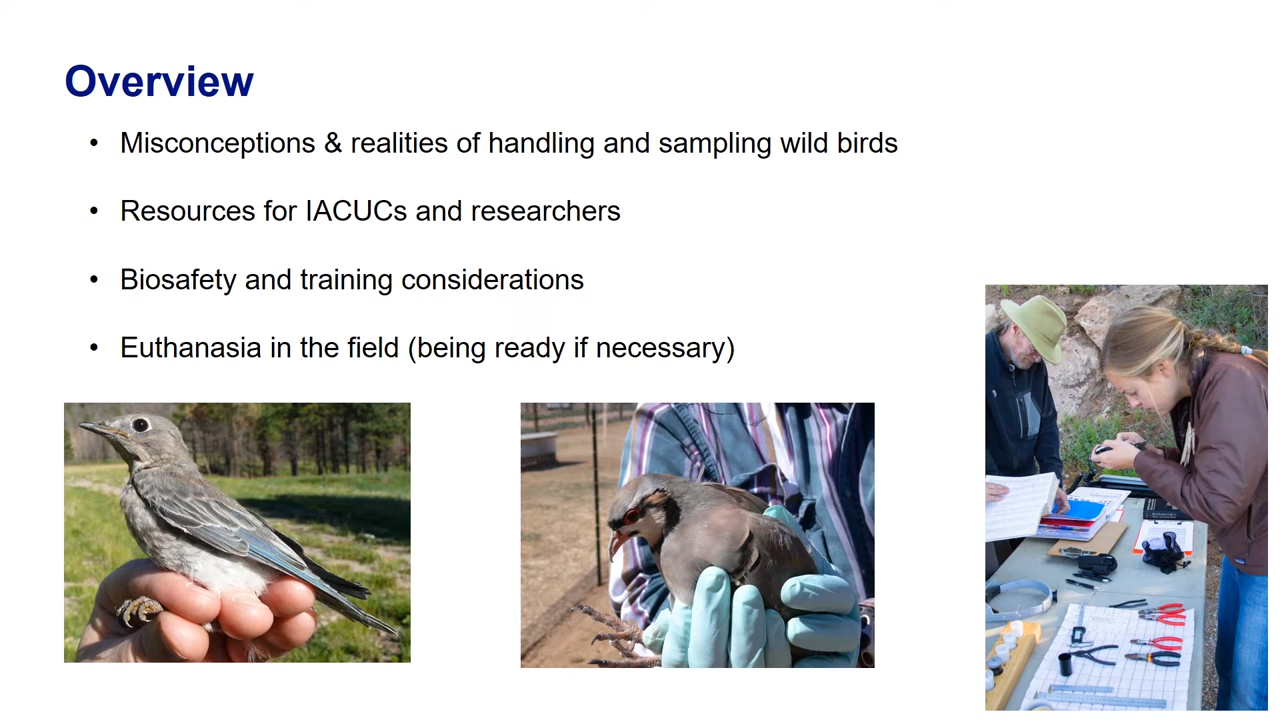 Overview
• Misconceptions & realities of handling and sampling wild birds
• Resources for IACUCs and researchers
• Biosafety and training considerations
• Euthanasia in the field (being ready if necessary)